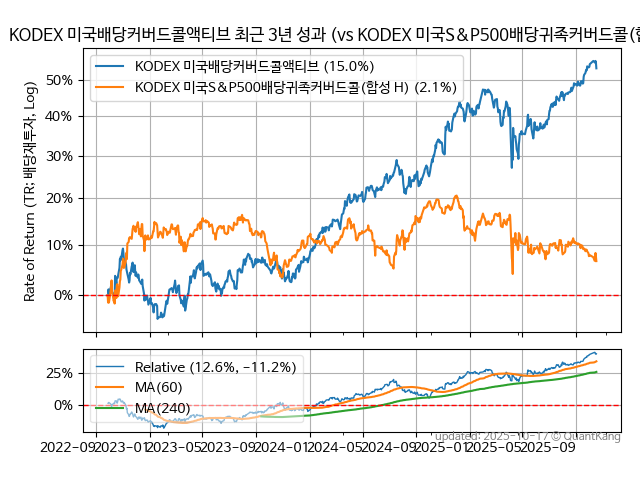 KODEX 미국배당커버드콜액티브 최근 3년 성과 (vs KODEX 미국S&P500배당귀족커버드콜(합
KODEX 미국배당커버드콜액티브 (15.0%)
KODEX 미국S&P500배당귀족커버드콜(합성 H) (2.1%)
Rate of Return (TR: 배당재투자, Log)
50%
40%
30%
20%
10%
0%
Relative (12.6%, -11.2%)
MA(60)
MA(240)
25%
0%
2022-09
2023-01
2023-05
2023-09
2024-01
2024-05
2024-09
2025-01
2025-05
2025-09
updated: 2025-10-17 © QuantKang